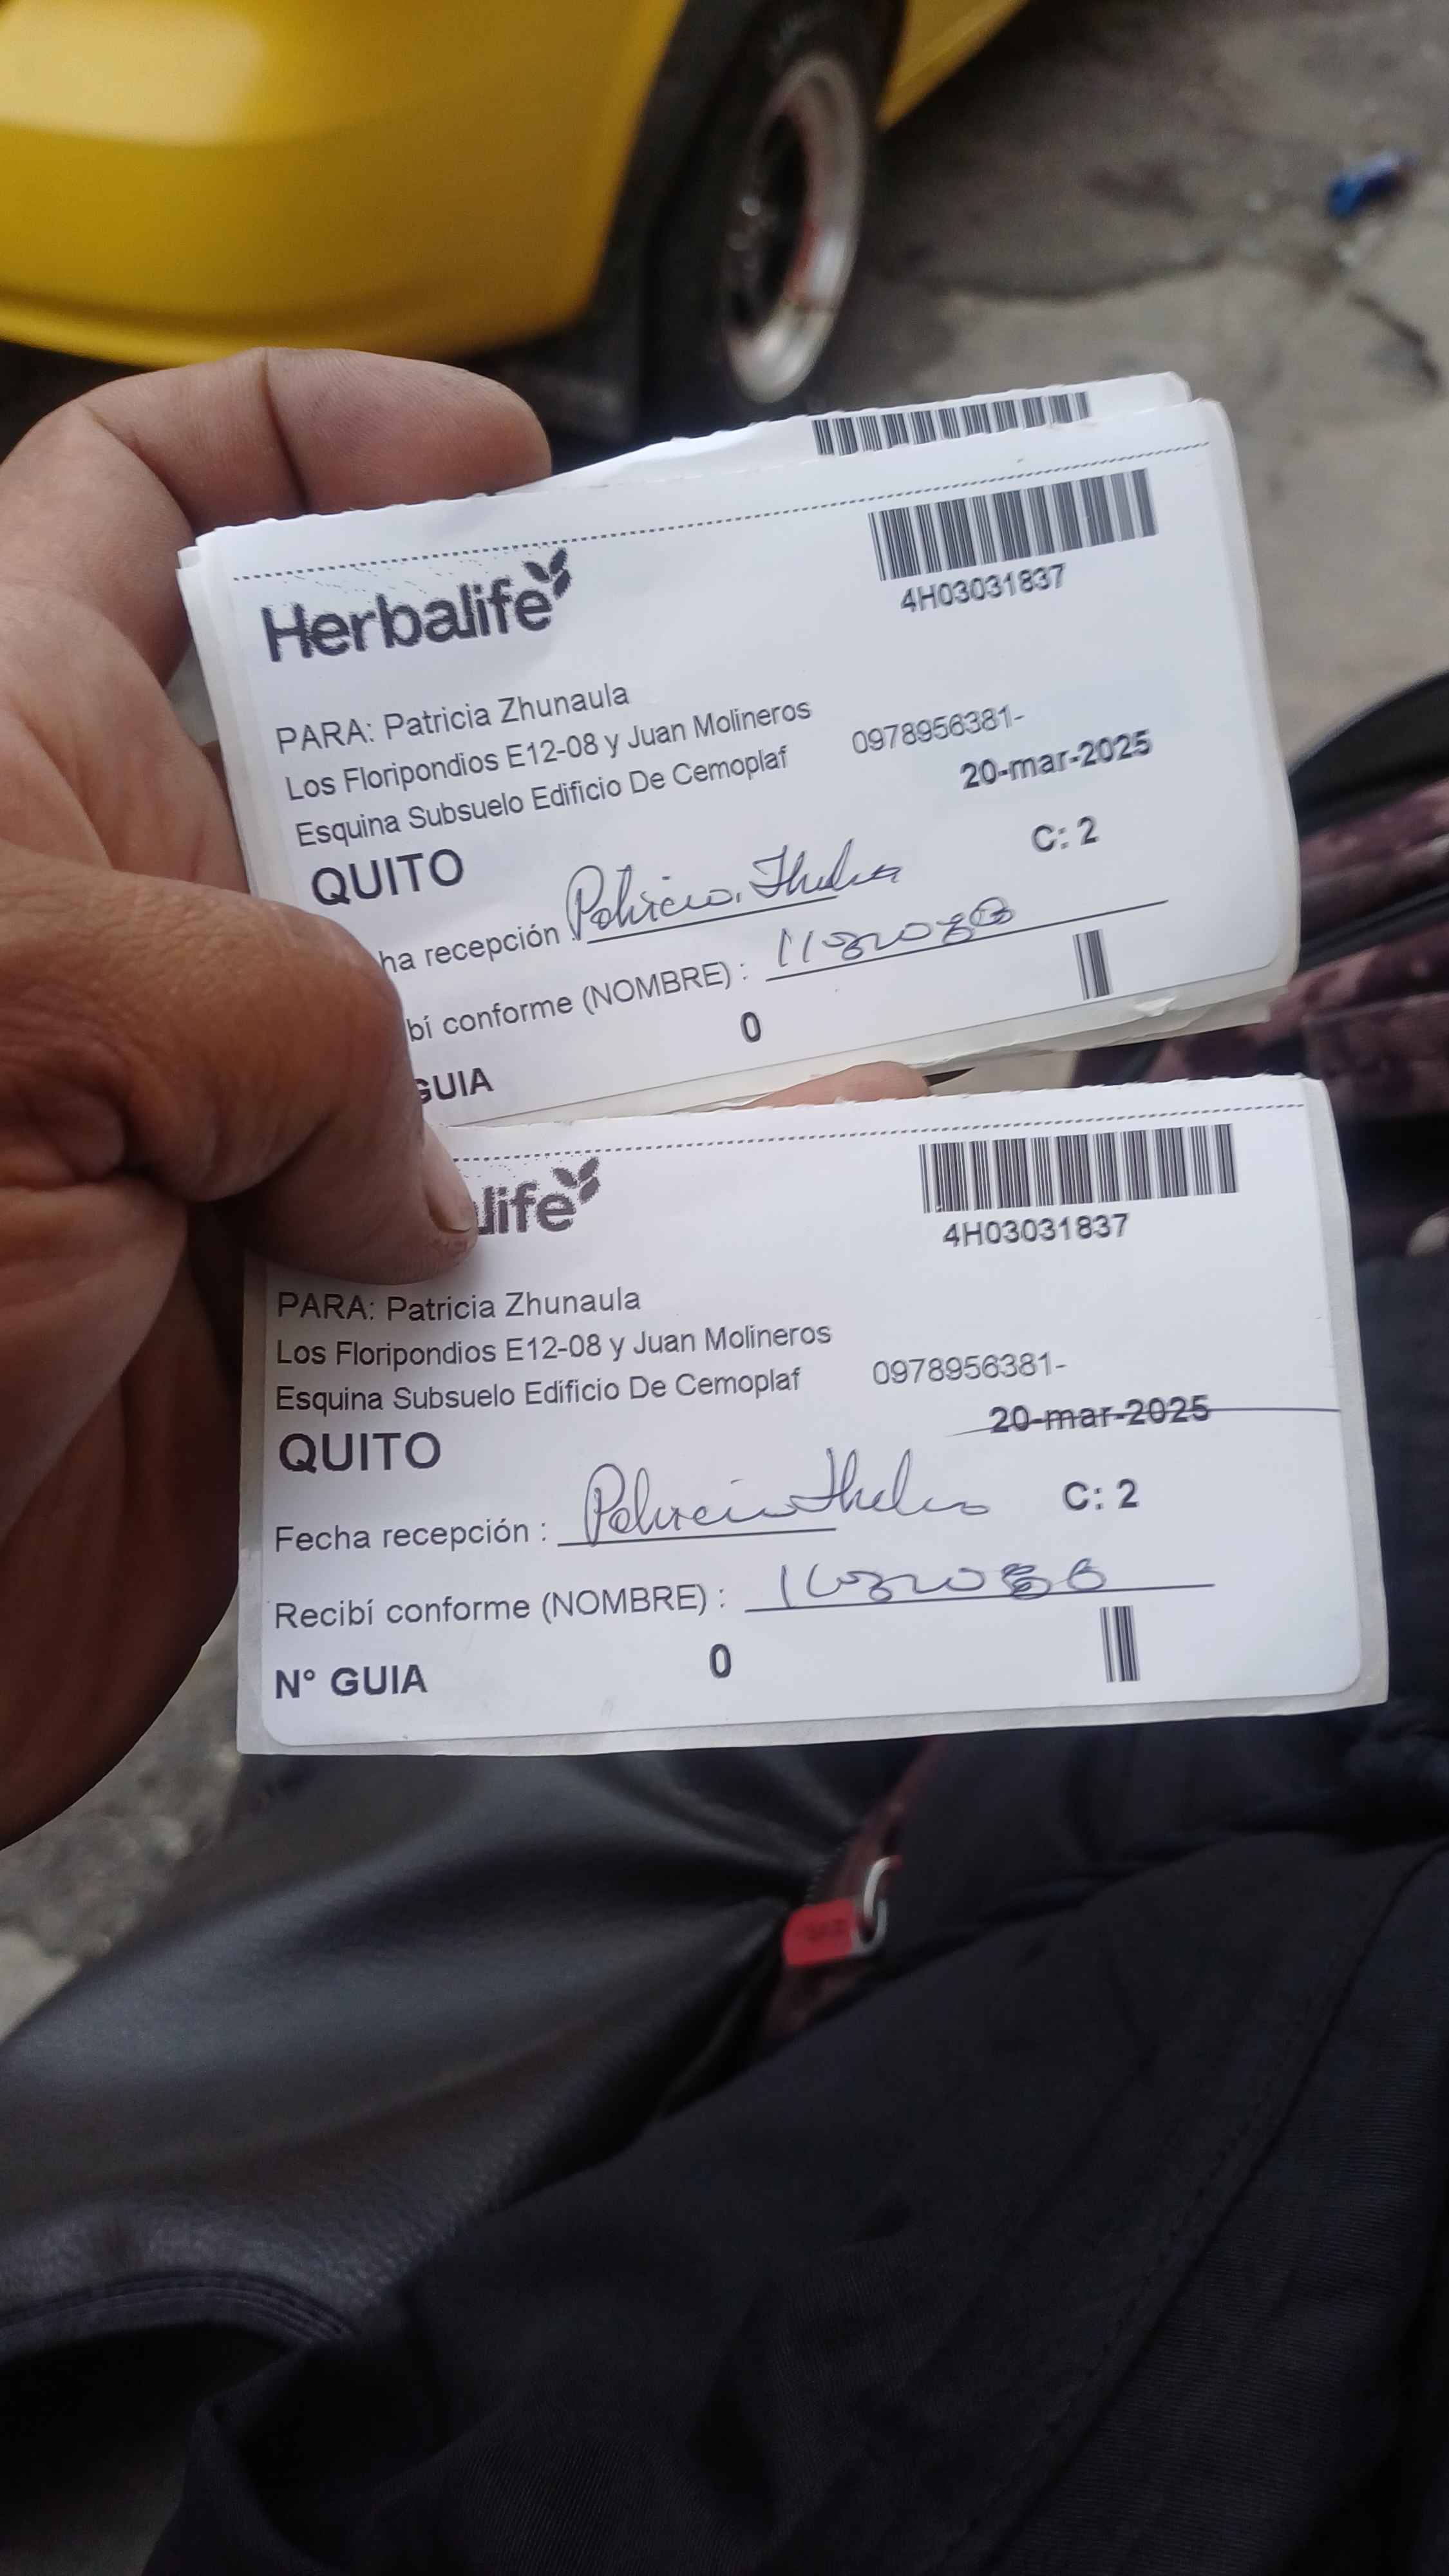 Herbalife
4H03031837
PARA: Patricia Zhunaula
Los Floripondios E12-08 y Juan Molineros
Esquina Subsuelo Edificio De Cemoplaf
0978956381-
20-mar-2025
QUITO
C: 2
ha recepción
bí conforme (NOMBRE) :
GUIA
0
life
4H03031837
PARA: Patricia Zhunaula
Los Floripondios E12-08 y Juan Molineros
Esquina Subsuelo Edificio De Cemoplaf
0978956381-
20-mar-2025
QUITO
C: 2
Fecha recepción :
Recibí conforme (NOMBRE) :
N° GUIA
0